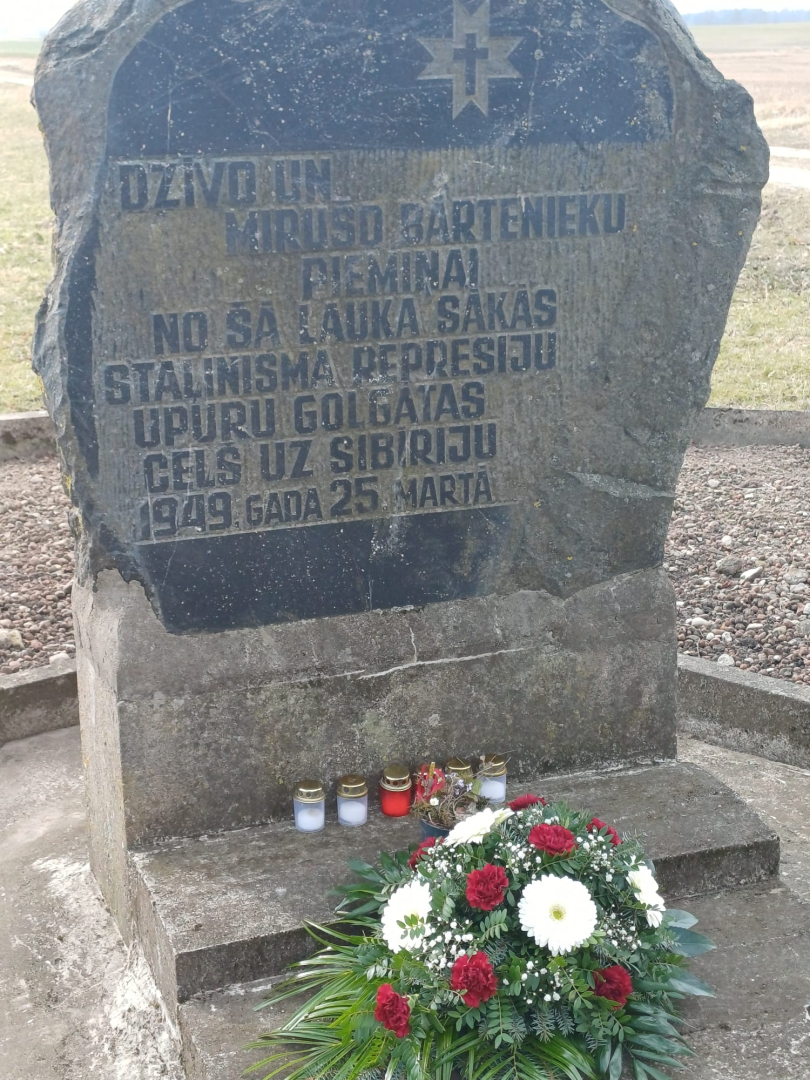 DZĪVO UN
MIRUŠO BĀRTENIEKU
PIEMIŅAI
NO ŠĀ LAUKA SĀKĀS
STAĻINISMA REPRESIJU
UPURU GOLGĀTAS
CEĻŠ UZ SIBĪRIJU
1949. GADA 25. MARTĀ